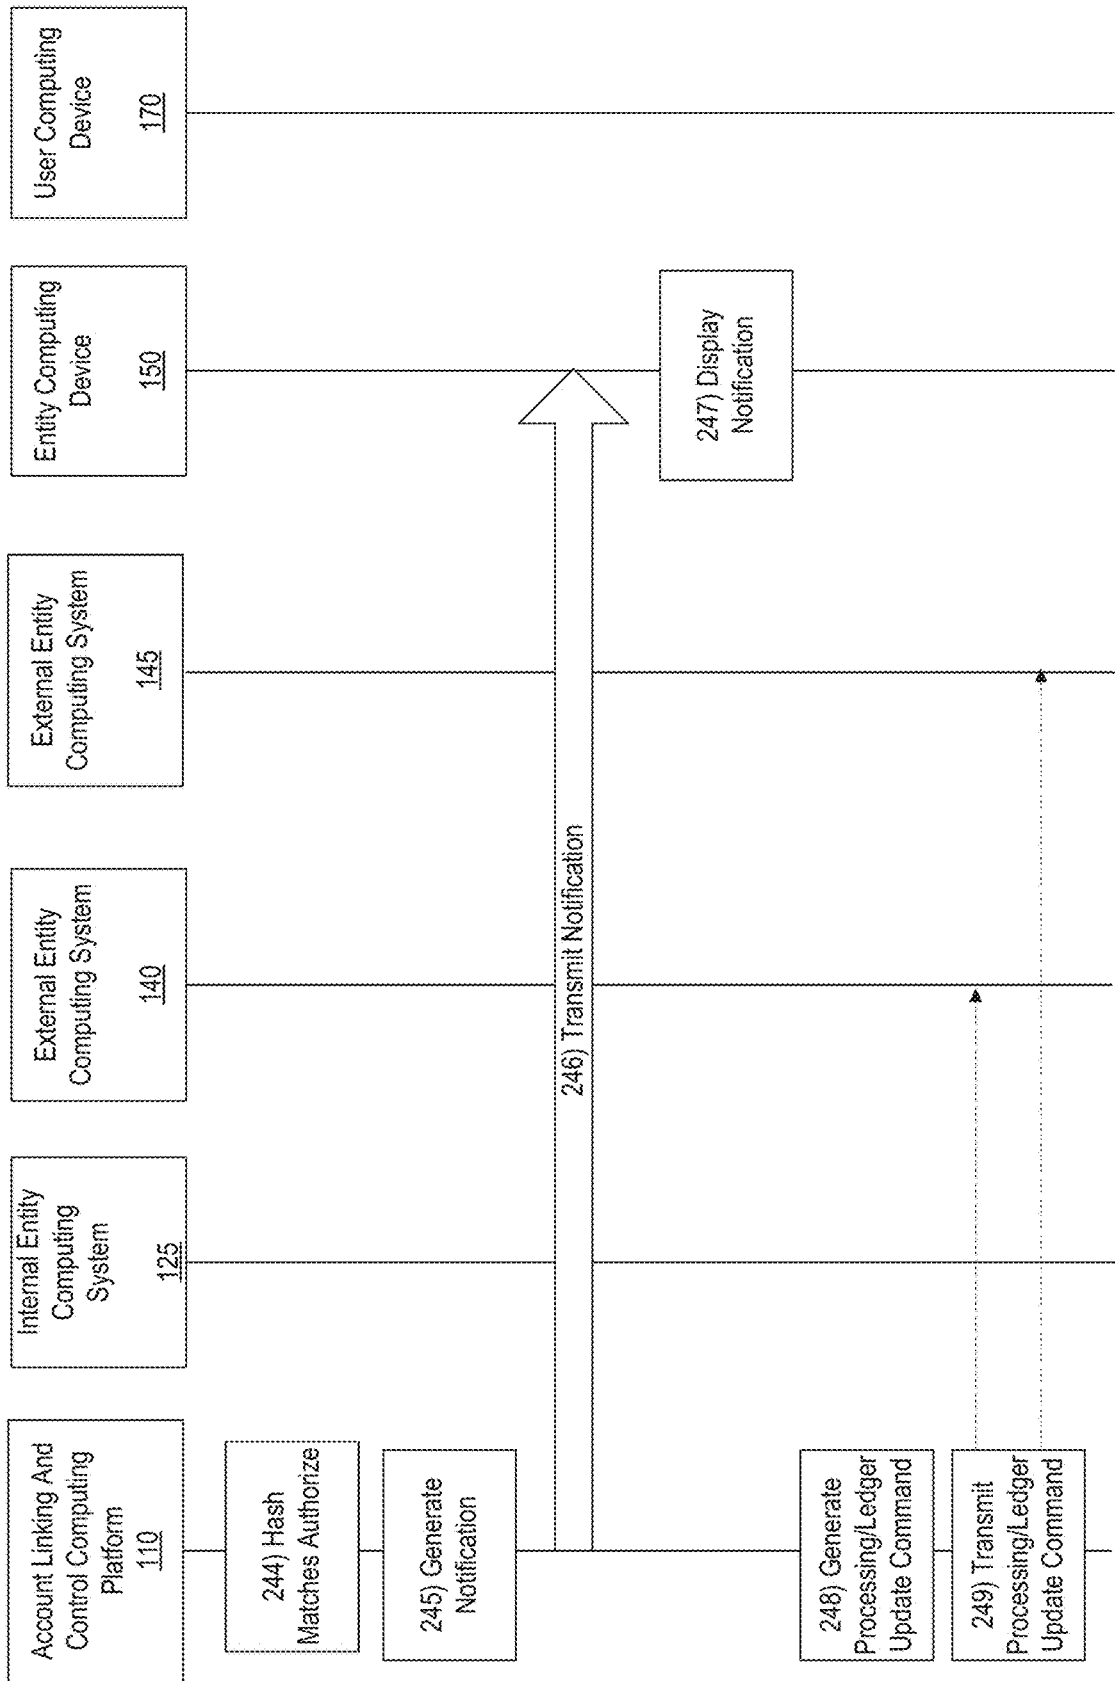 Account Linking And
Control Computing
Platform
110
Internal Entity
Computing
System
125
External Entity
Computing System
140
External Entity
Computing System
145
Entity Computing
Device
150
User Computing
Device
170
244) Hash
Matches Authorize
245) Generate
Notification
246) Transmit Notification
247) Display
Notification
248) Generate
Processing/Ledger
Update Command
249) Transmit
Processing/Ledger
Update Command